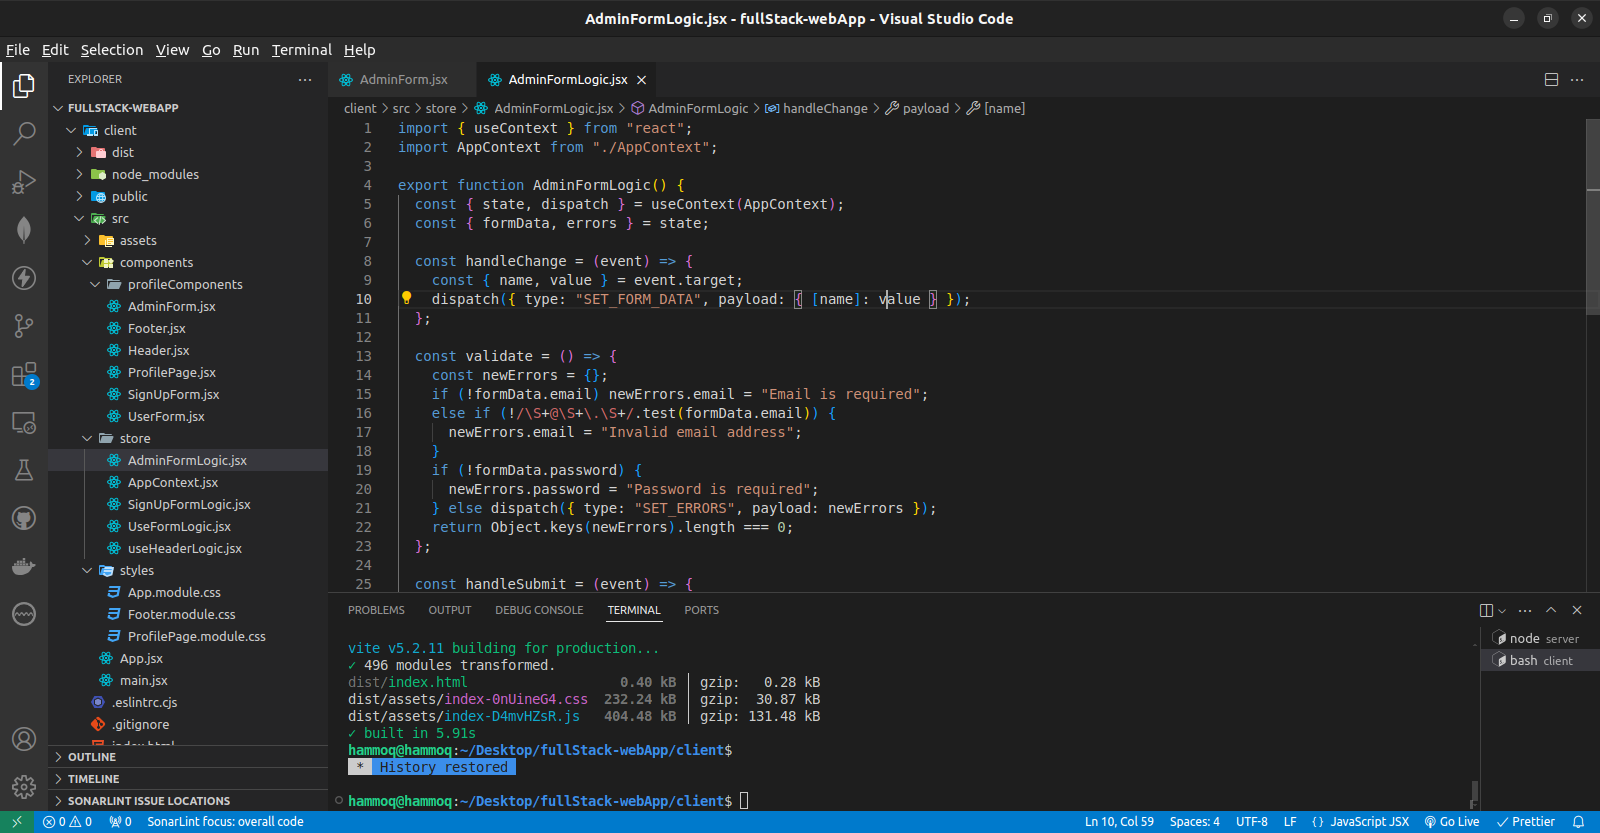 AdminFormLogic.jsx - fullStack-webApp - Visual Studio Code
File Edit Selection View Go Run Terminal Help
EXPLORER
FULLSTACK-WEBAPP
client
dist
node_modules
public
src
assets
components
profileComponents
AdminForm.jsx
Footer.jsx
Header.jsx
ProfilePage.jsx
SignUpForm.jsx
UserForm.jsx
store
AdminFormLogic.jsx
AppContext.jsx
SignUpFormLogic.jsx
UseFormLogic.jsx
useHeaderLogic.jsx
styles
App.module.css
Footer.module.css
ProfilePage.module.css
App.jsx
main.jsx
.eslintrc.cjs
.gitignore
index.html
OUTLINE
TIMELINE
SONARLINT ISSUE LOCATIONS
2
AdminForm.jsx AdminFormLogic.jsx
client > src > store > AdminFormLogic.jsx > AdminFormLogic > handleChange > payload > [name]
1 import { useContext } from "react";
2 import AppContext from "./AppContext";
3
4 export function AdminFormLogic() {
5 const { state, dispatch } = useContext(AppContext);
6 const { formData, errors } = state;
7
8 const handleChange = (event) => {
9 const { name, value } = event.target;
10 dispatch({ type: "SET_FORM_DATA", payload: { [name]: value } });
11 };
12
13 const validate = () => {
14 const newErrors = {};
15 if (!formData.email) newErrors.email = "Email is required";
16 else if (!/\S+@\S+\.\S+/.test(formData.email)) {
17 newErrors.email = "Invalid email address";
18 }
19 if (!formData.password) {
20 newErrors.password = "Password is required";
21 } else dispatch({ type: "SET_ERRORS", payload: newErrors });
22 return Object.keys(newErrors).length === 0;
23 };
24
25 const handleSubmit = (event) => {
PROBLEMS OUTPUT DEBUG CONSOLE TERMINAL PORTS
vite v5.2.11 building for production...
✓ 496 modules transformed.
dist/index.html 0.40 kB │ gzip: 0.28 kB
dist/assets/index-0nUineG4.css 232.24 kB │ gzip: 30.87 kB
dist/assets/index-D4mvHZsR.js 404.48 kB │ gzip: 131.48 kB
✓ built in 5.91s
hammoq@hammoq:~/Desktop/fullStack-webApp/client$
* History restored
hammoq@hammoq:~/Desktop/fullStack-webApp/client$
node server
bash client
0 0 0 SonarLint focus: overall code Ln 10, Col 59 Spaces: 4 UTF-8 LF {} JavaScript JSX Go Live Prettier